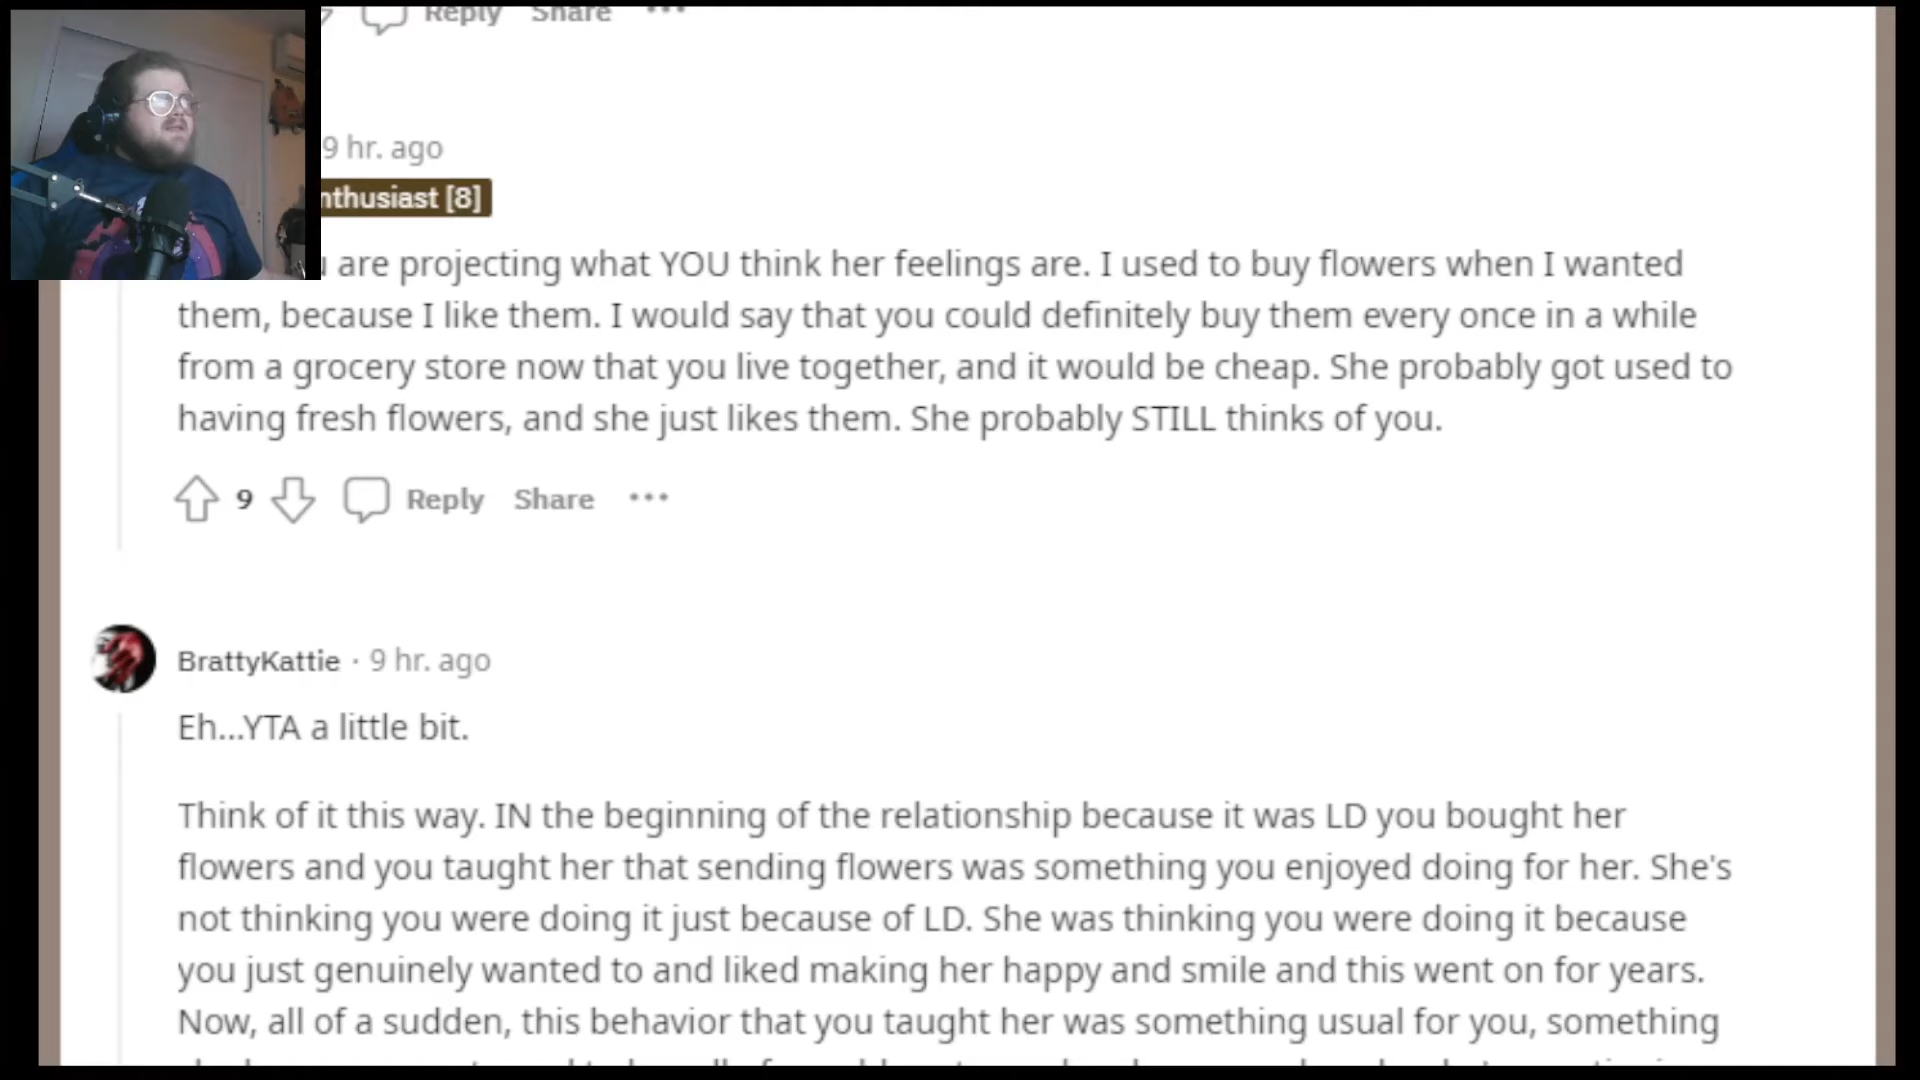 Reply Share
9 hr. ago
nthusiast [8]
are projecting what YOU think her feelings are. I used to buy flowers when I wanted
them, because I like them. I would say that you could definitely buy them every once in a while
from a grocery store now that you live together, and it would be cheap. She probably got used to
having fresh flowers, and she just likes them. She probably STILL thinks of you.
9 Reply Share
BrattyKattie · 9 hr. ago
Eh...YTA a little bit.
Think of it this way. IN the beginning of the relationship because it was LD you bought her
flowers and you taught her that sending flowers was something you enjoyed doing for her. She's
not thinking you were doing it just because of LD. She was thinking you were doing it because
you just genuinely wanted to and liked making her happy and smile and this went on for years.
Now, all of a sudden, this behavior that you taught her was something usual for you, something